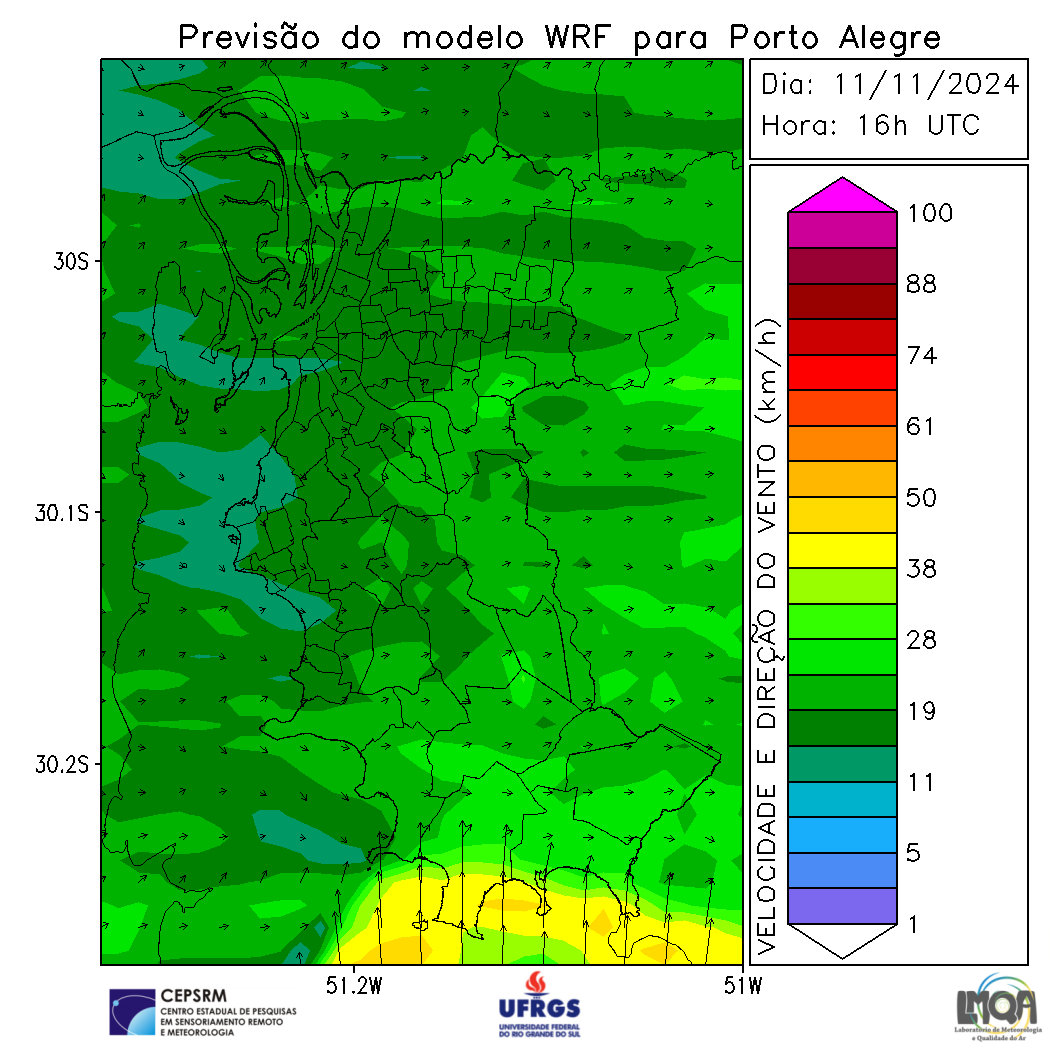 Previsão do modelo WRF para Porto Alegre
Dia: 11/11/2024
Hora: 16h UTC
30S
30.1S
30.2S
51.2W
51W
VELOCIDADE E DIREÇÃO DO VENTO (km/h)
100
88
74
61
50
38
28
19
11
5
1
CEPSRM
CENTRO ESTADUAL DE PESQUISAS
EM SENSORIAMENTO REMOTO
E METEOROLOGIA
UFRGS
UNIVERSIDADE FEDERAL
DO RIO GRANDE DO SUL
LMQA
Laboratório de Meteorologia
e Qualidade do Ar